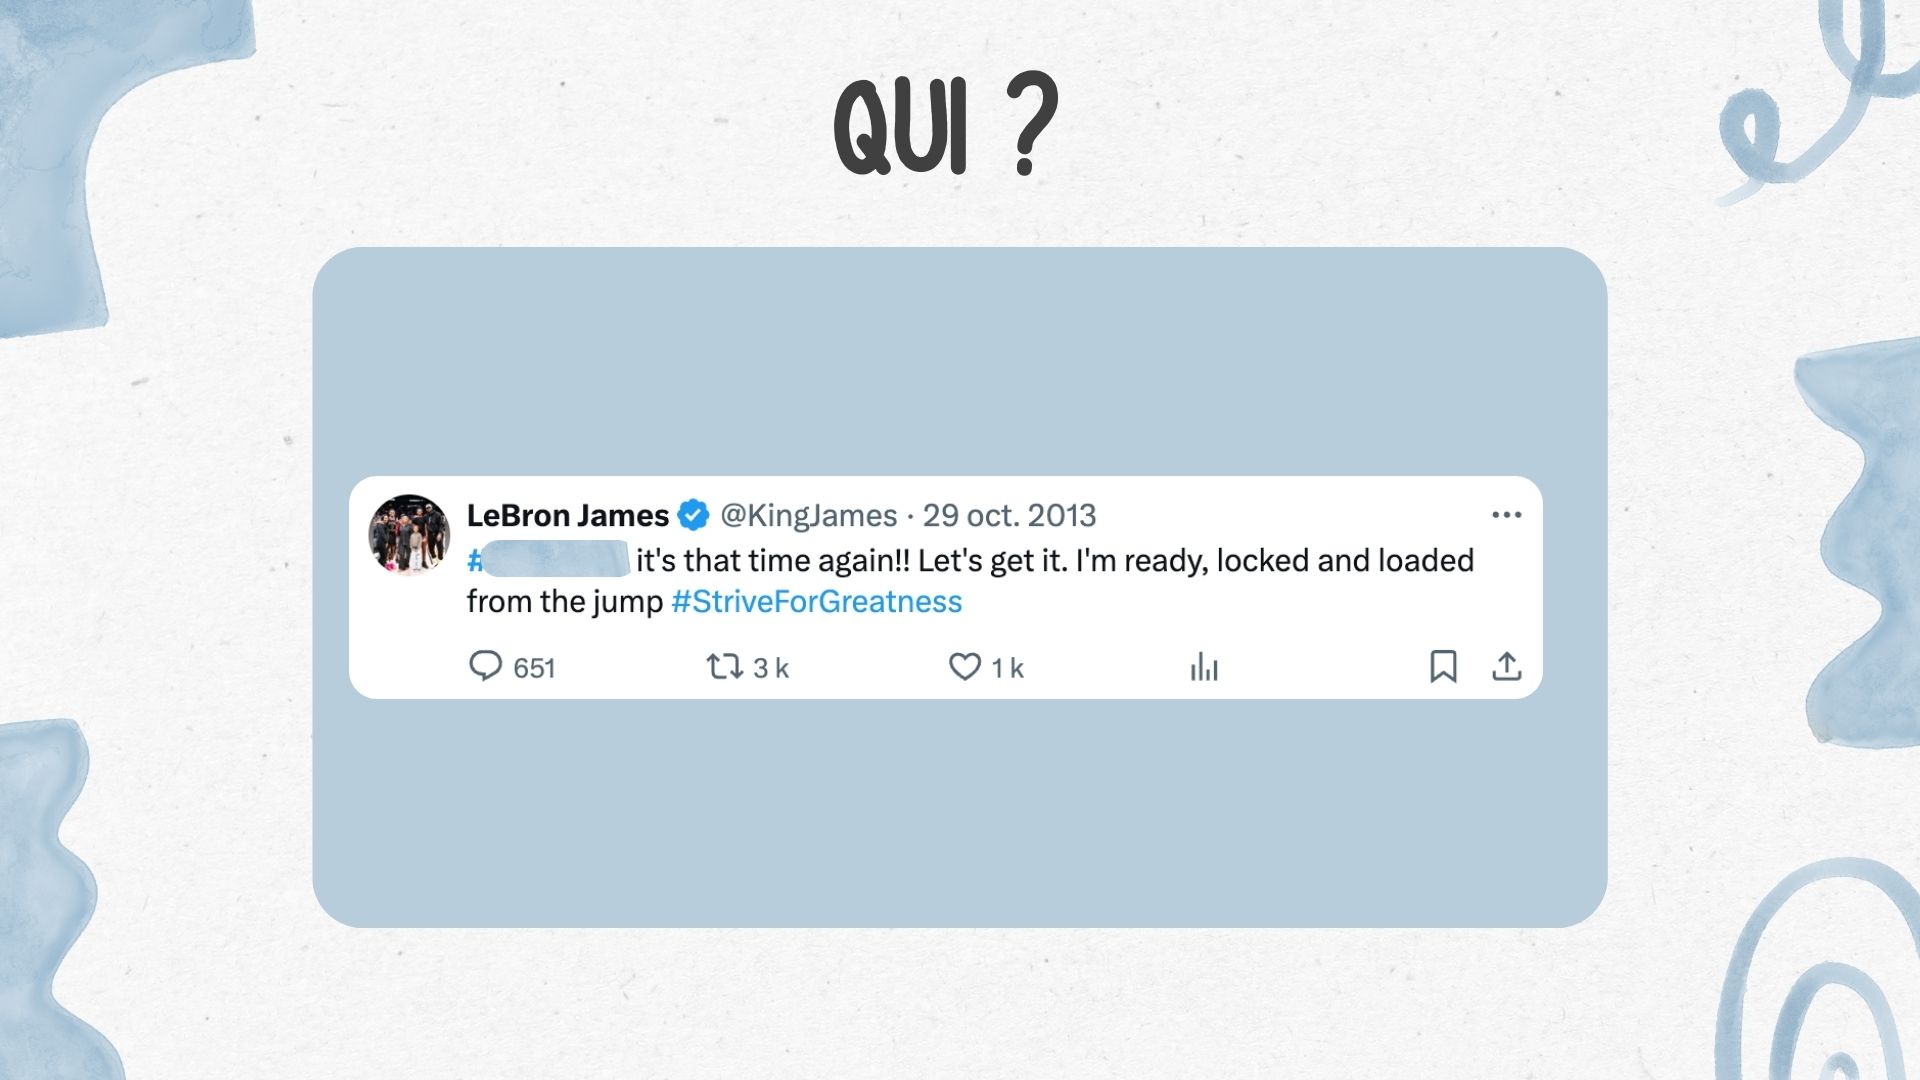 QUI ?
LeBron James @KingJames · 29 oct. 2013
# it's that time again!! Let's get it. I'm ready, locked and loaded
from the jump #StriveForGreatness
651 3 k 1 k